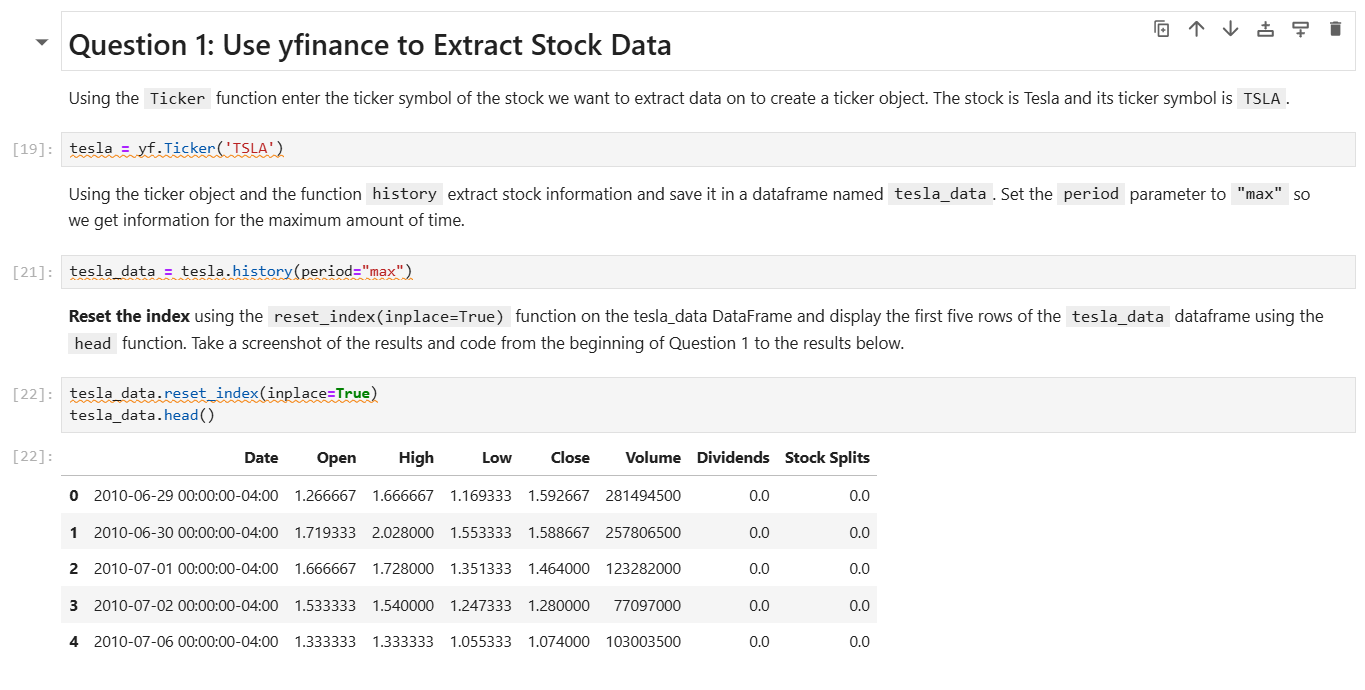 Question 1: Use yfinance to Extract Stock Data
Using the Ticker function enter the ticker symbol of the stock we want to extract data on to create a ticker object. The stock is Tesla and its ticker symbol is TSLA.
[19]: tesla = yf.Ticker('TSLA')
Using the ticker object and the function history extract stock information and save it in a dataframe named tesla_data. Set the period parameter to "max" so
we get information for the maximum amount of time.
[21]: tesla_data = tesla.history(period="max")
Reset the index using the reset_index(inplace=True) function on the tesla_data DataFrame and display the first five rows of the tesla_data dataframe using the
head function. Take a screenshot of the results and code from the beginning of Question 1 to the results below.
[22]: tesla_data.reset_index(inplace=True)
tesla_data.head()
[22]: Date Open High Low Close Volume Dividends Stock Splits
0 2010-06-29 00:00:00-04:00 1.266667 1.666667 1.169333 1.592667 281494500 0.0 0.0
1 2010-06-30 00:00:00-04:00 1.719333 2.028000 1.553333 1.588667 257806500 0.0 0.0
2 2010-07-01 00:00:00-04:00 1.666667 1.728000 1.351333 1.464000 123282000 0.0 0.0
3 2010-07-02 00:00:00-04:00 1.533333 1.540000 1.247333 1.280000 77097000 0.0 0.0
4 2010-07-06 00:00:00-04:00 1.333333 1.333333 1.055333 1.074000 103003500 0.0 0.0